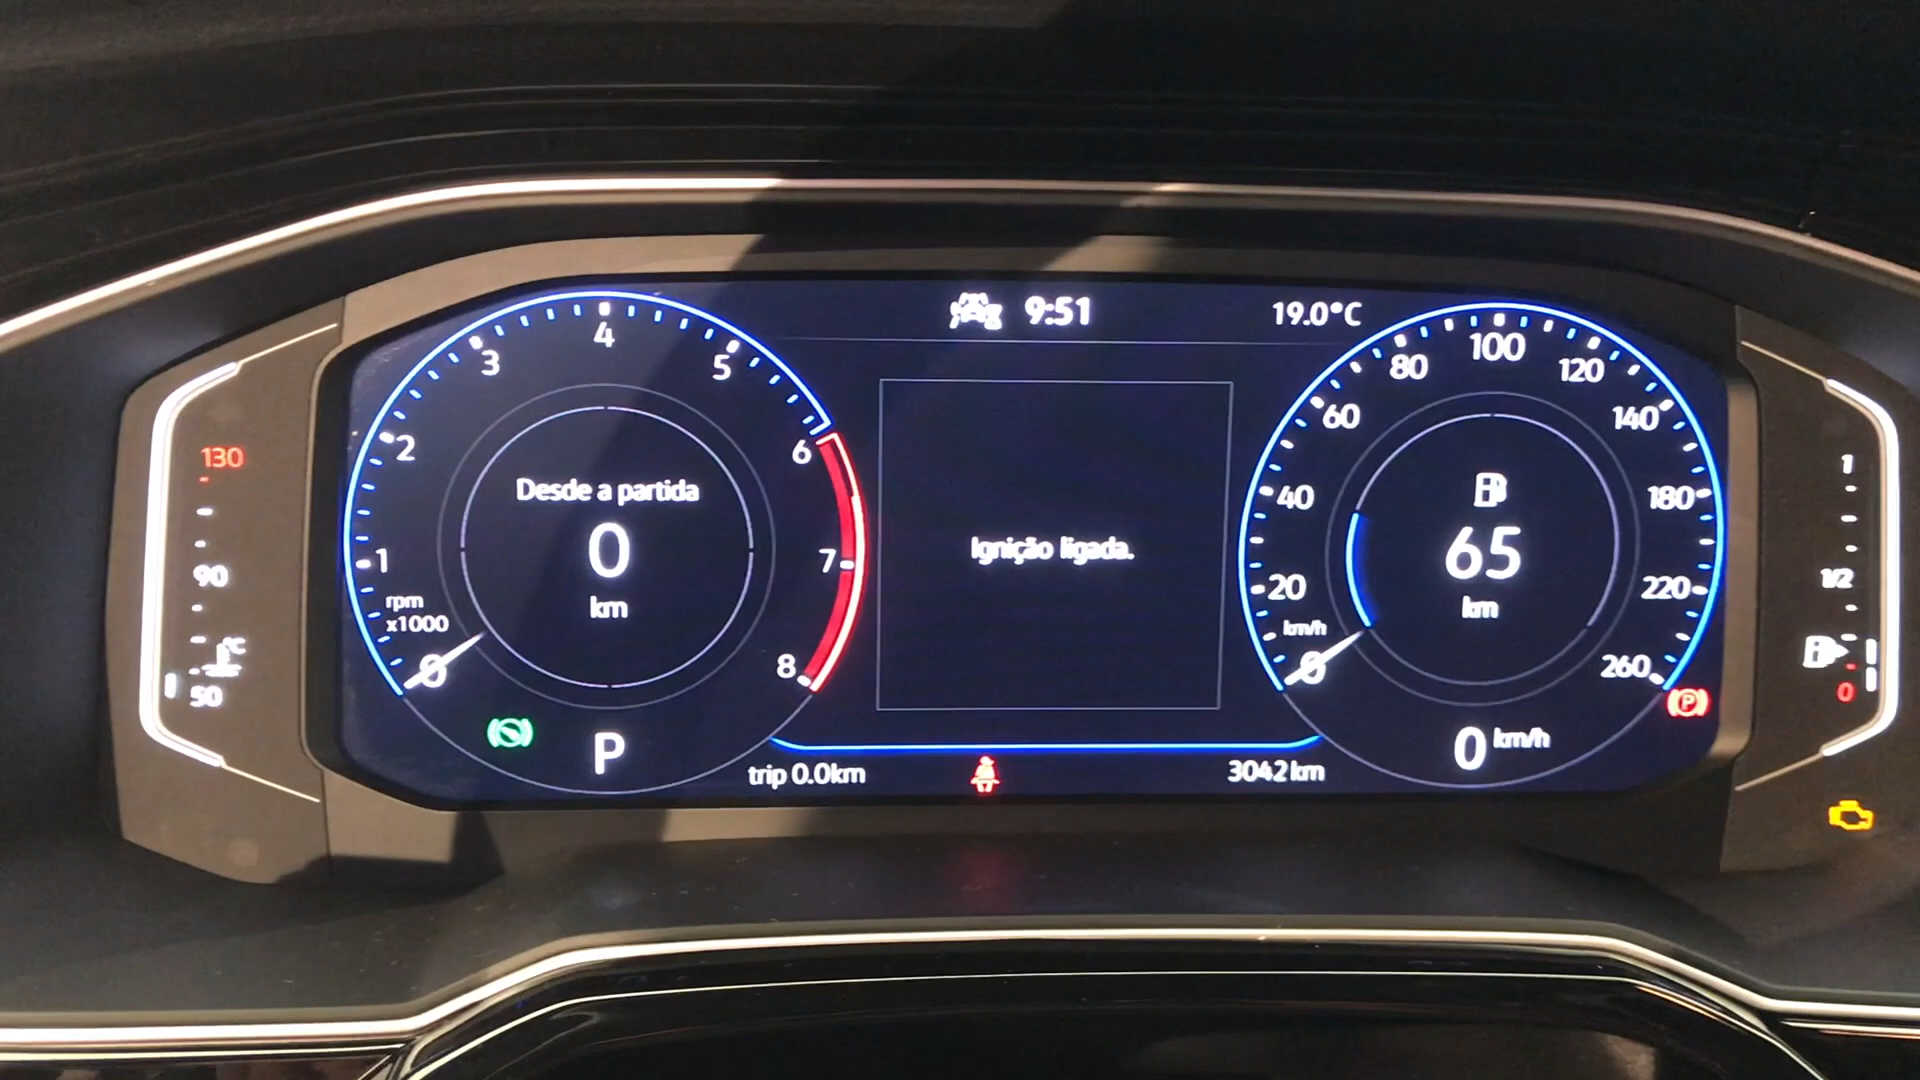 9:51
19.0°C
130
90
50
°C
0
1
2
3
4
5
6
7
8
rpm
x1000
Desde a partida
0
km
P
Ignição ligada.
0
20
40
60
80
100
120
140
180
220
260
km/h
65
km
0 km/h
P
trip 0.0km
3042 km
1
1/2
0